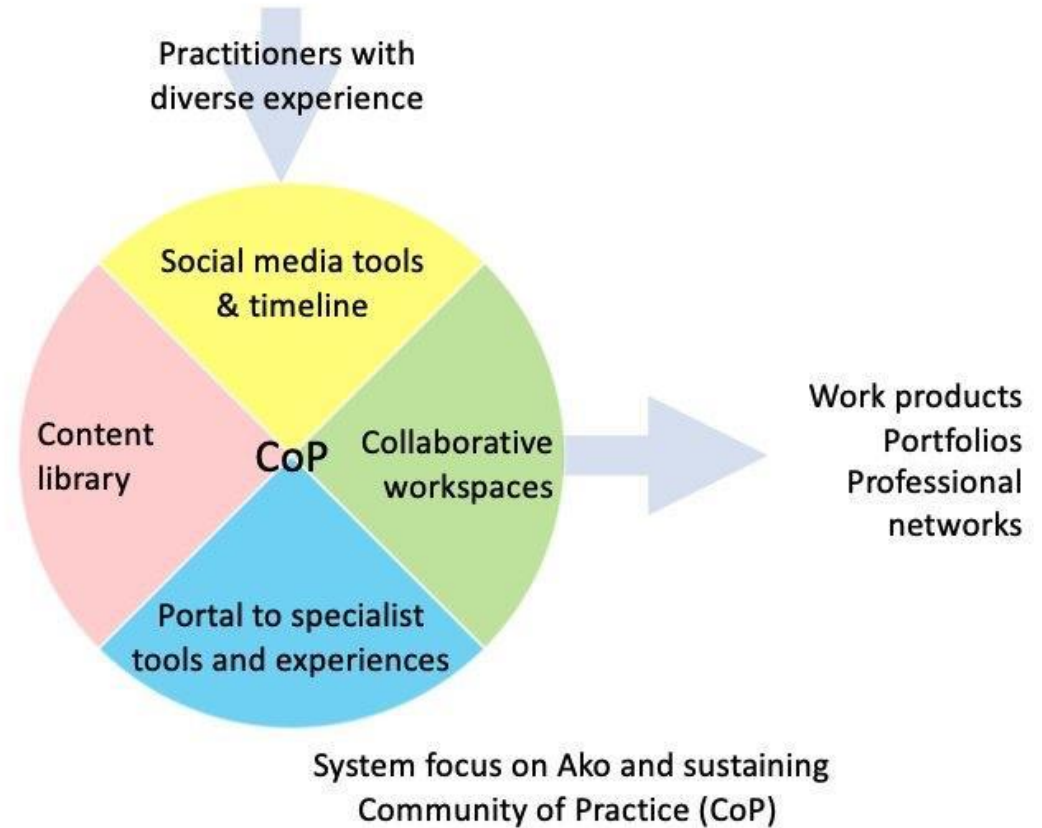 Practitioners with
diverse experience
Social media tools
& timeline
Content
library
CoP
Collaborative
workspaces
Work products
Portfolios
Professional
networks
Portal to specialist
tools and experiences
System focus on Ako and sustaining
Community of Practice (CoP)